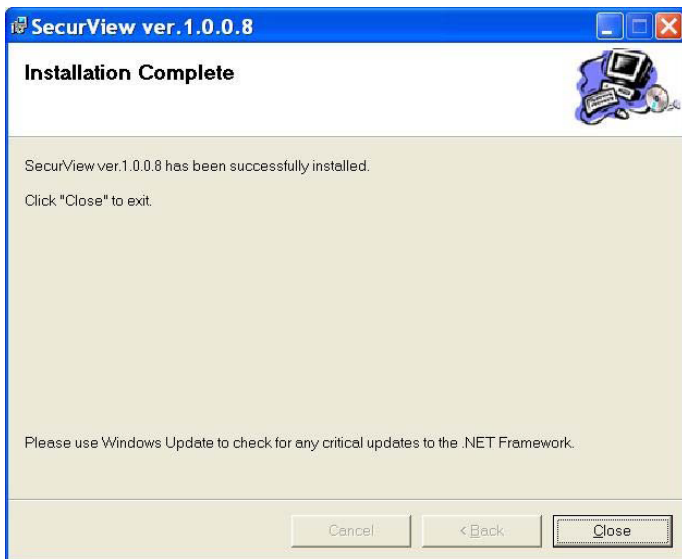 SecurView ver.1.0.0.8
Installation Complete
SecurView ver.1.0.0.8 has been successfully installed.
Click "Close" to exit.
Please use Windows Update to check for any critical updates to the .NET Framework.
Cancel
< Back
Close